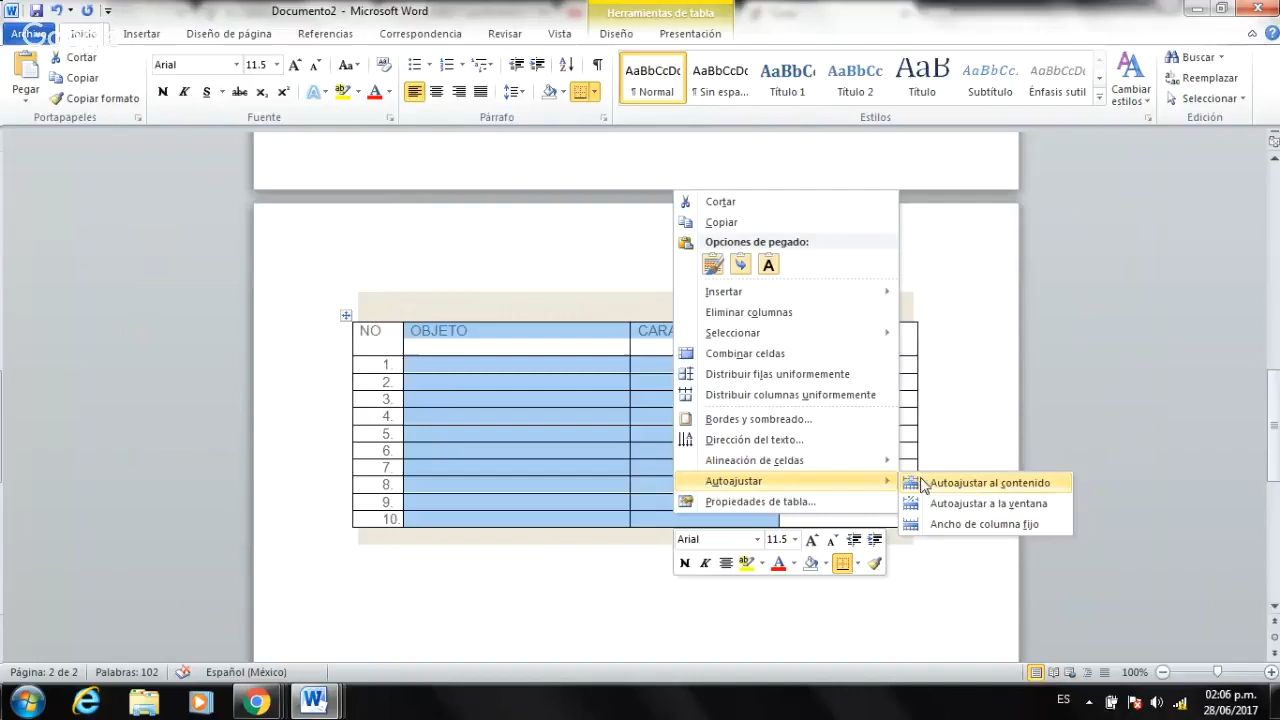 Documento2 - Microsoft Word
Herramientas de tabla
Archivo Inicio Insertar Diseño de página Referencias Correspondencia Revisar Vista Diseño Presentación
Pegar
Cortar
Copiar
Copiar formato
Portapapeles
Arial 11.5
Fuente
Párrafo
AaBbCcDc AaBbCcDc AaBbC AaBbCc AaB AaBbCc. AaBbCcDc
¶ Normal ¶ Sin espa... Título 1 Título 2 Título Subtítulo Énfasis sutil
Cambiar estilos
Estilos
Buscar
Reemplazar
Seleccionar
Edición
NO OBJETO
1.
2.
3.
4.
5.
6.
7.
8.
9.
10.
Cortar
Copiar
Opciones de pegado:
Insertar
Eliminar columnas
Seleccionar
Combinar celdas
Distribuir filas uniformemente
Distribuir columnas uniformemente
Bordes y sombreado...
Dirección del texto...
Alineación de celdas
Autoajustar
Propiedades de tabla...
Autoajustar al contenido
Autoajustar a la ventana
Ancho de columna fijo
Arial 11.5
N K
Página: 2 de 2 Palabras: 102 Español (México) 100%
ES
02:06 p.m.
28/06/2017